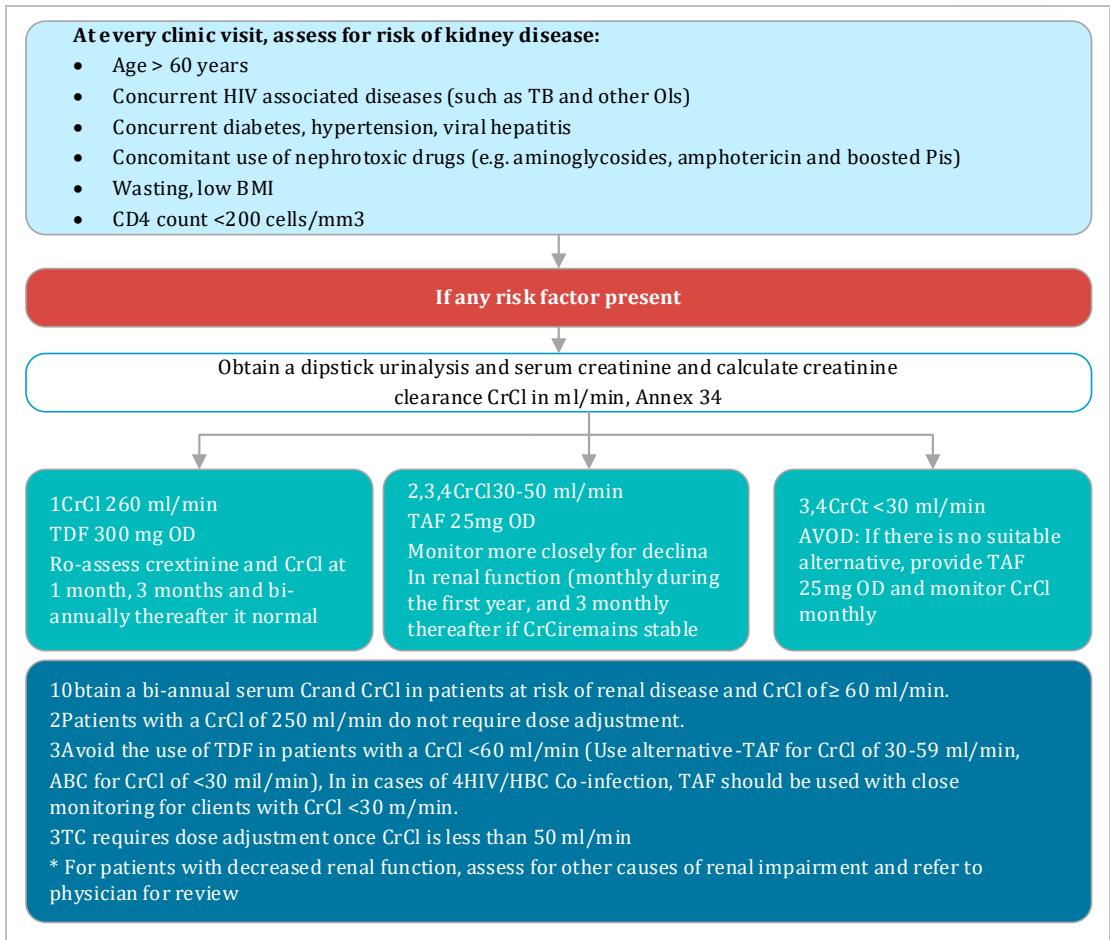 At every clinic visit, assess for risk of kidney disease:
• Age > 60 years
• Concurrent HIV associated diseases (such as TB and other Ols)
• Concurrent diabetes, hypertension, viral hepatitis
• Concomitant use of nephrotoxic drugs (e.g. aminoglycosides, amphotericin and boosted Pis)
• Wasting, low BMI
• CD4 count <200 cells/mm3
If any risk factor present
Obtain a dipstick urinalysis and serum creatinine and calculate creatinine
clearance CrCl in ml/min, Annex 34
1CrCl 260 ml/min
TDF 300 mg OD
Ro-assess crextinine and CrCl at
1 month, 3 months and bi-
annually thereafter it normal
2,3,4CrCl30-50 ml/min
TAF 25mg OD
Monitor more closely for declina
In renal function (monthly during
the first year, and 3 monthly
thereafter if CrCiremains stable
3,4CrCt <30 ml/min
AVOD: If there is no suitable
alternative, provide TAF
25mg OD and monitor CrCl
monthly
10btain a bi-annual serum Crand CrCl in patients at risk of renal disease and CrCl of ≥ 60 ml/min.
2Patients with a CrCl of 250 ml/min do not require dose adjustment.
3Avoid the use of TDF in patients with a CrCl <60 ml/min (Use alternative-TAF for CrCl of 30-59 ml/min,
ABC for CrCl of <30 mil/min), In in cases of 4HIV/HBC Co-infection, TAF should be used with close
monitoring for clients with CrCl <30 m/min.
3TC requires dose adjustment once CrCl is less than 50 ml/min
* For patients with decreased renal function, assess for other causes of renal impairment and refer to
physician for review